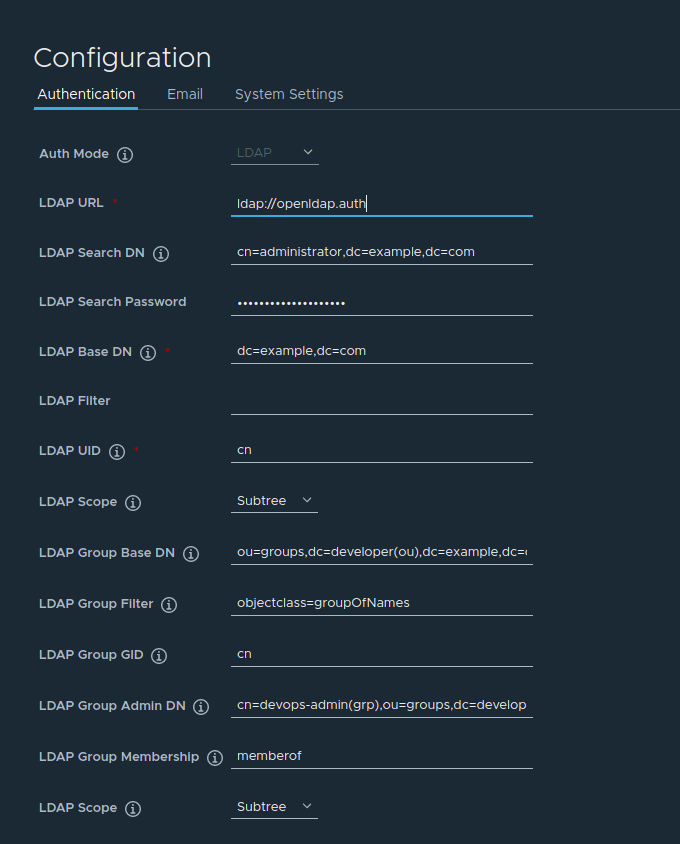 Configuration
Authentication Email System Settings
Auth Mode LDAP
LDAP URL * ldap://openldap.auth
LDAP Search DN cn=administrator,dc=example,dc=com
LDAP Search Password ••••••••••••••••••••
LDAP Base DN * dc=example,dc=com
LDAP Filter
LDAP UID * cn
LDAP Scope Subtree
LDAP Group Base DN ou=groups,dc=developer(ou),dc=example,dc=
LDAP Group Filter objectclass=groupOfNames
LDAP Group GID cn
LDAP Group Admin DN cn=devops-admin(grp),ou=groups,dc=develop
LDAP Group Membership memberof
LDAP Scope Subtree